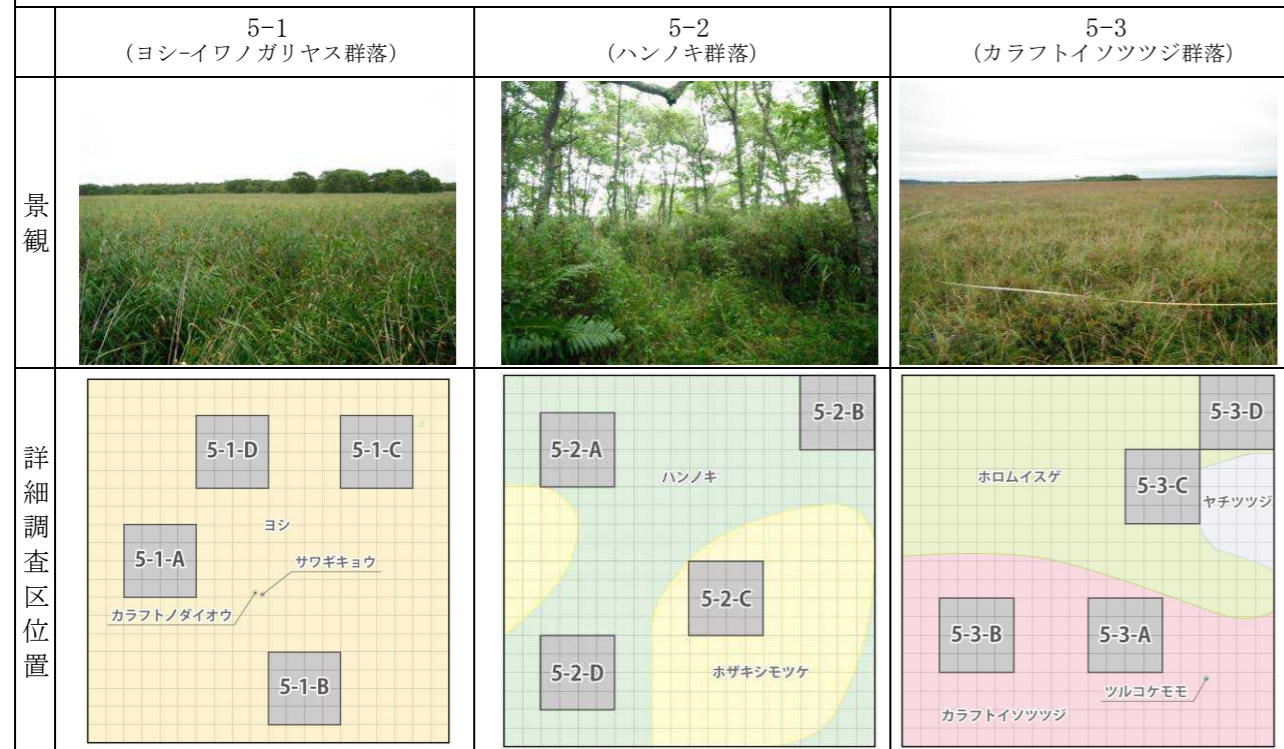 5-1
(ヨシ-イワノガリヤス群落)
5-2
(ハンノキ群落)
5-3
(カラフトイソツツジ群落)
景観
詳細調査区位置
5-1-D
5-1-C
ヨシ
5-1-A
サワギキョウ
カラフトノダイオウ
5-1-B
5-2-B
5-2-A
ハンノキ
5-2-C
5-2-D
ホザキシモツケ
5-3-D
ホロムイスゲ
5-3-C
ヤチツツジ
5-3-B
5-3-A
ツルコケモモ
カラフトイソツツジ